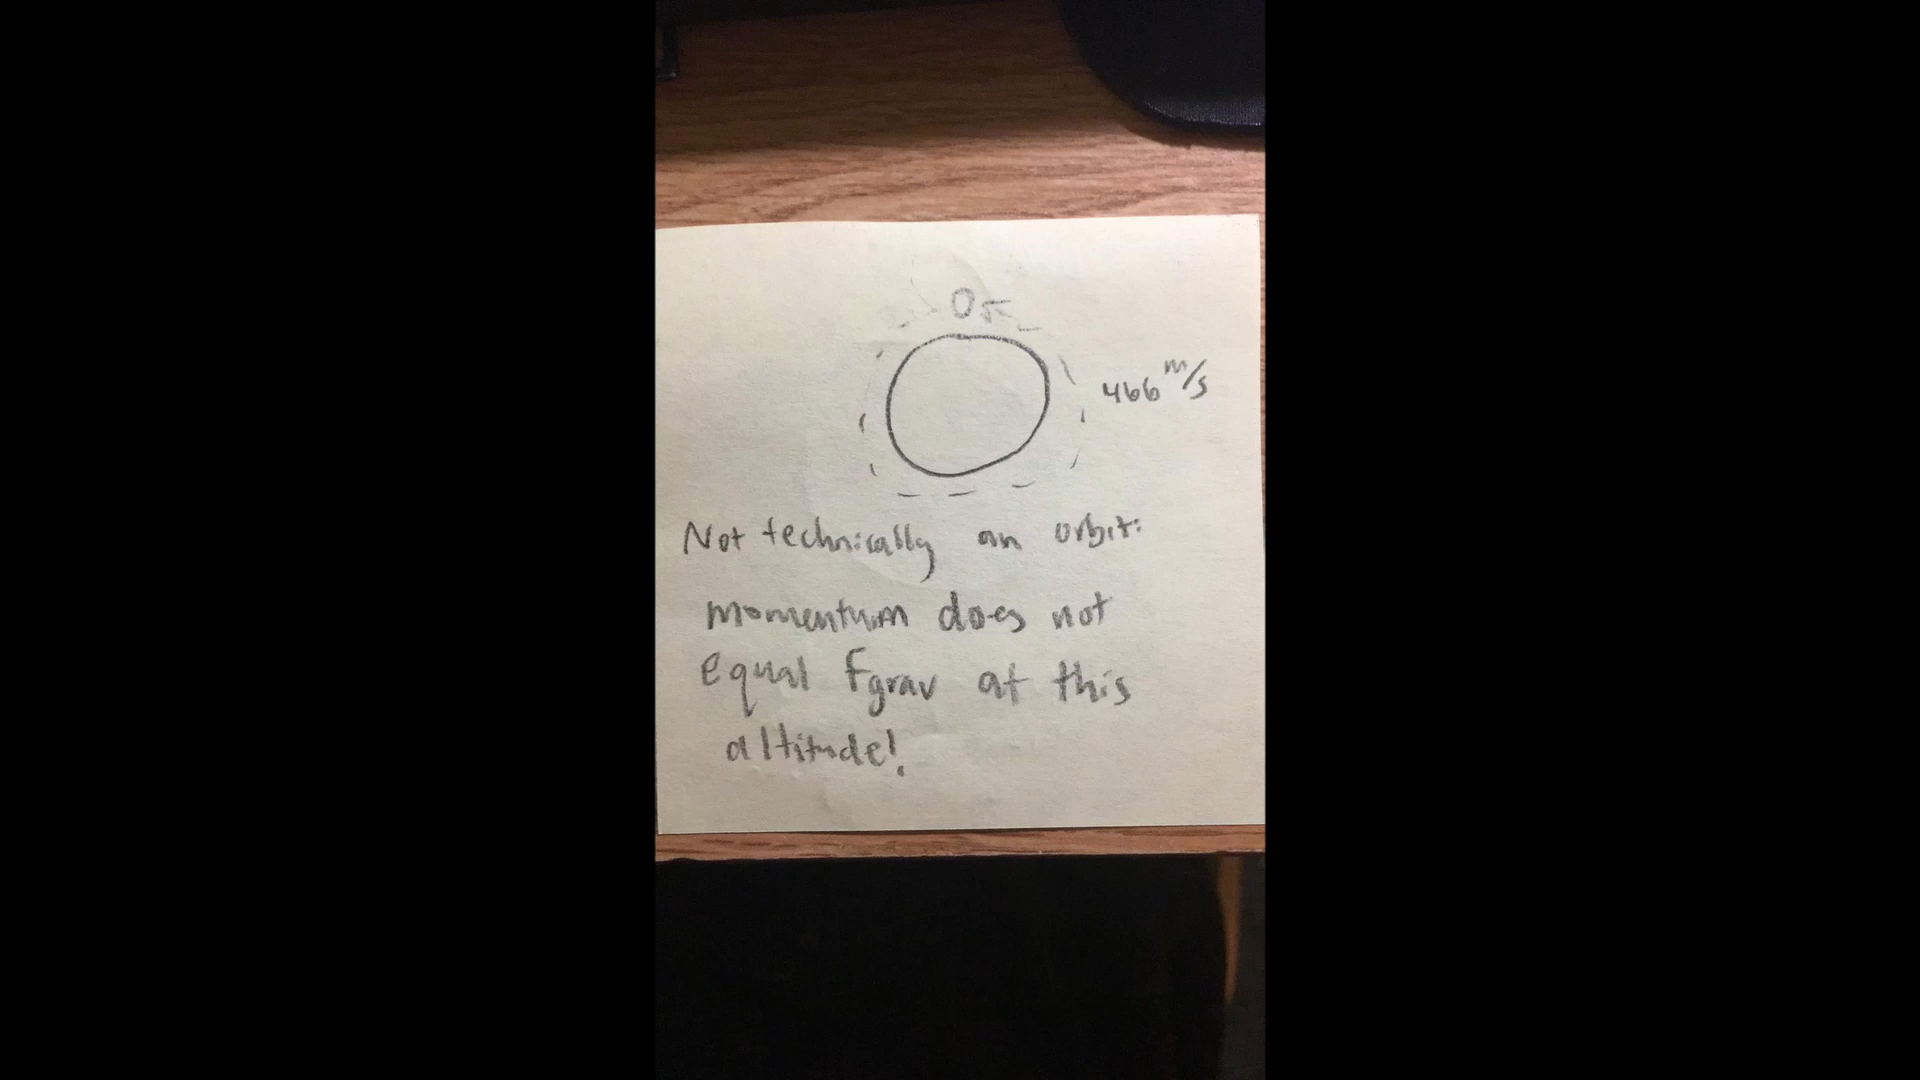 466 m/s
Not technically an orbit:
momentum does not
equal Fgrav at this
altitude!